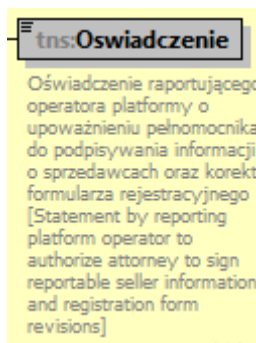 tns:Oswiadczenie
Oświadczenie raportującego
operatora platformy o
upoważnieniu pełnomocnika
do podpisywania informacji
o sprzedawcach oraz korekt
formularza rejestracyjnego
[Statement by reporting
platform operator to
authorize attorney to sign
reportable seller information
and registration form
revisions]